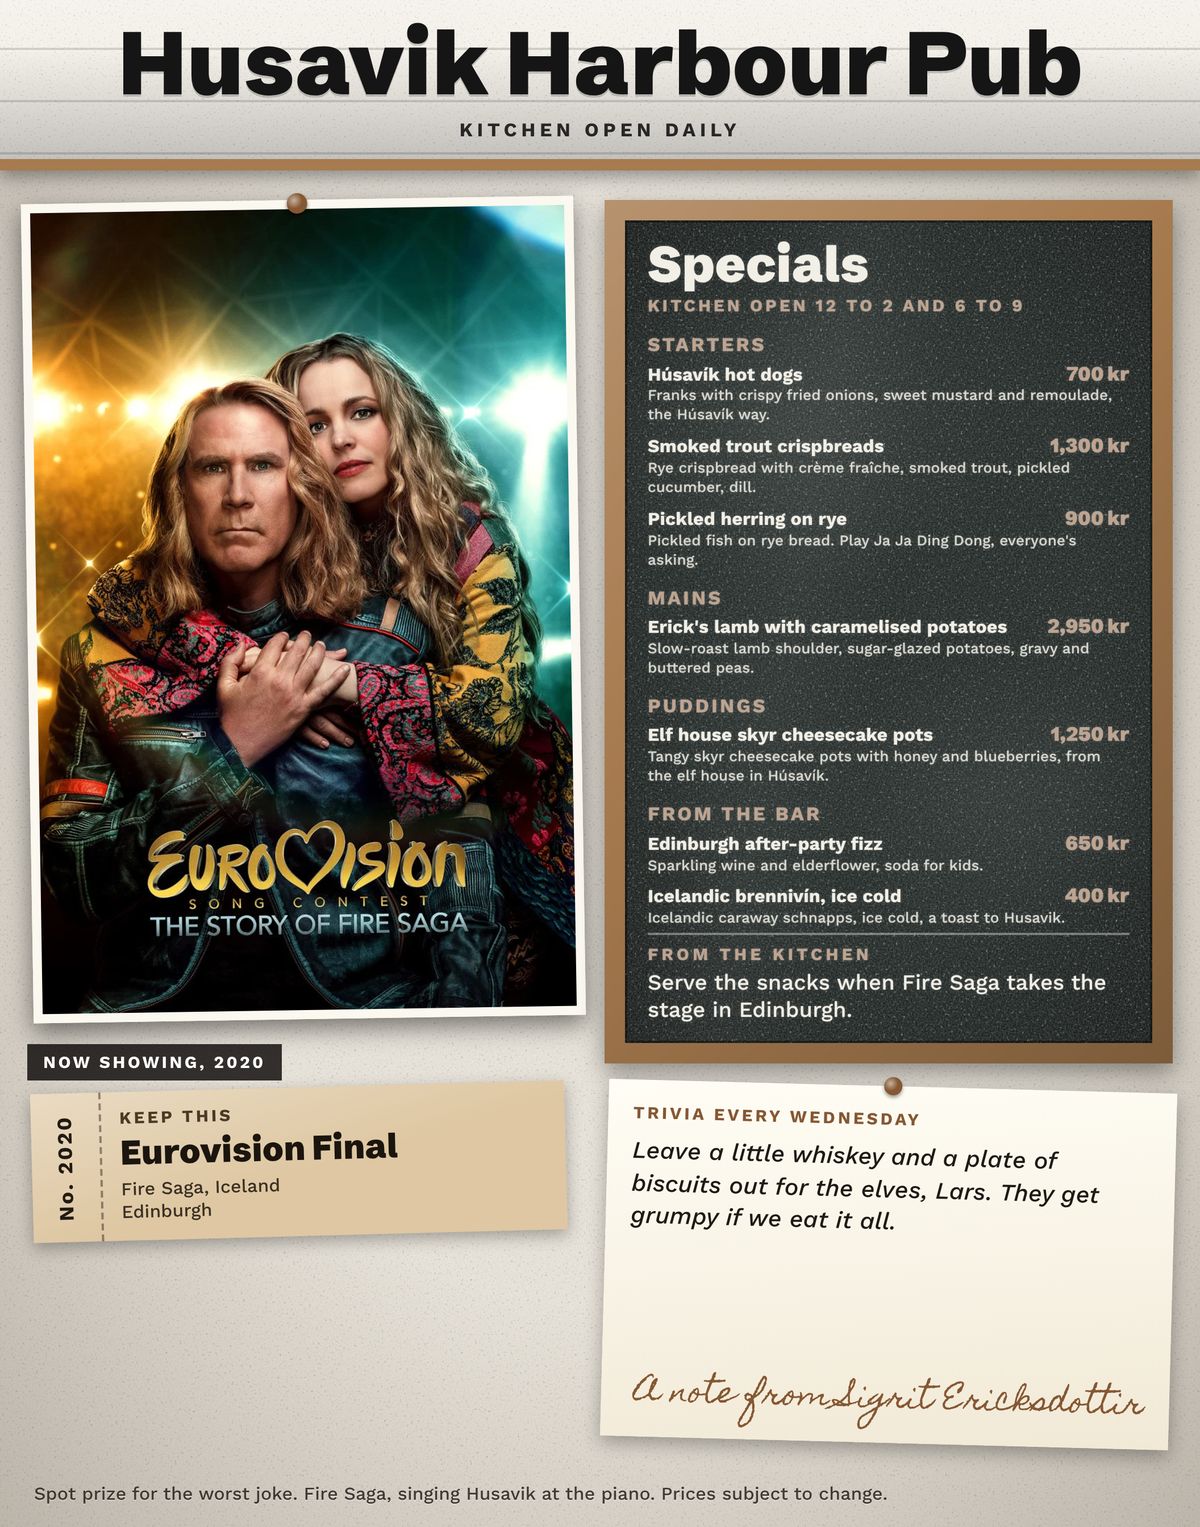 Husavik Harbour Pub
KITCHEN OPEN DAILY
EUROVISION
SONG CONTEST
THE STORY OF FIRE SAGA
NOW SHOWING, 2020
No. 2020
KEEP THIS
Eurovision Final
Fire Saga, Iceland
Edinburgh
Specials
KITCHEN OPEN 12 TO 2 AND 6 TO 9
STARTERS
Húsavík hot dogs 700 kr
Franks with crispy fried onions, sweet mustard and remoulade,
the Húsavík way.
Smoked trout crispbreads 1,300 kr
Rye crispbread with crème fraîche, smoked trout, pickled
cucumber, dill.
Pickled herring on rye 900 kr
Pickled fish on rye bread. Play Ja Ja Ding Dong, everyone's
asking.
MAINS
Erick's lamb with caramelised potatoes 2,950 kr
Slow-roast lamb shoulder, sugar-glazed potatoes, gravy and
buttered peas.
PUDDINGS
Elf house skyr cheesecake pots 1,250 kr
Tangy skyr cheesecake pots with honey and blueberries, from
the elf house in Húsavík.
FROM THE BAR
Edinburgh after-party fizz 650 kr
Sparkling wine and elderflower, soda for kids.
Icelandic brennivín, ice cold 400 kr
Icelandic caraway schnapps, ice cold, a toast to Husavik.
FROM THE KITCHEN
Serve the snacks when Fire Saga takes the
stage in Edinburgh.
TRIVIA EVERY WEDNESDAY
Leave a little whiskey and a plate of
biscuits out for the elves, Lars. They get
grumpy if we eat it all.
A note from Sigrit Ericksdottir
Spot prize for the worst joke. Fire Saga, singing Husavik at the piano. Prices subject to change.